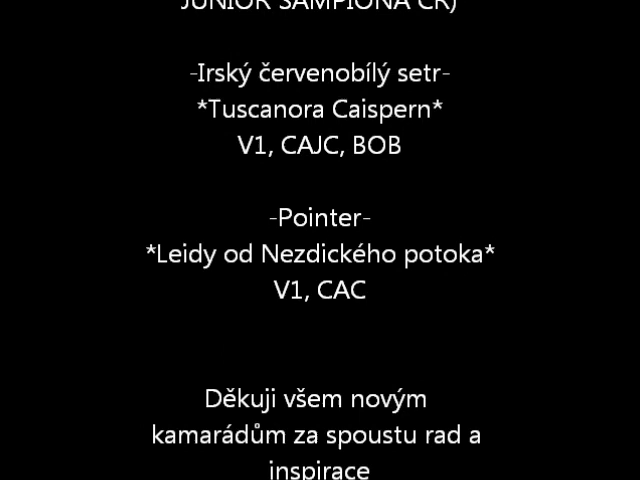 JUNIOR ŠAMPIONA ČR)
-Irský červenobílý setr-
*Tuscanora Caispern*
V1, CAJC, BOB
-Pointer-
*Leidy od Nezdického potoka*
V1, CAC
Děkuji všem novým
kamarádům za spoustu rad a
inspirace